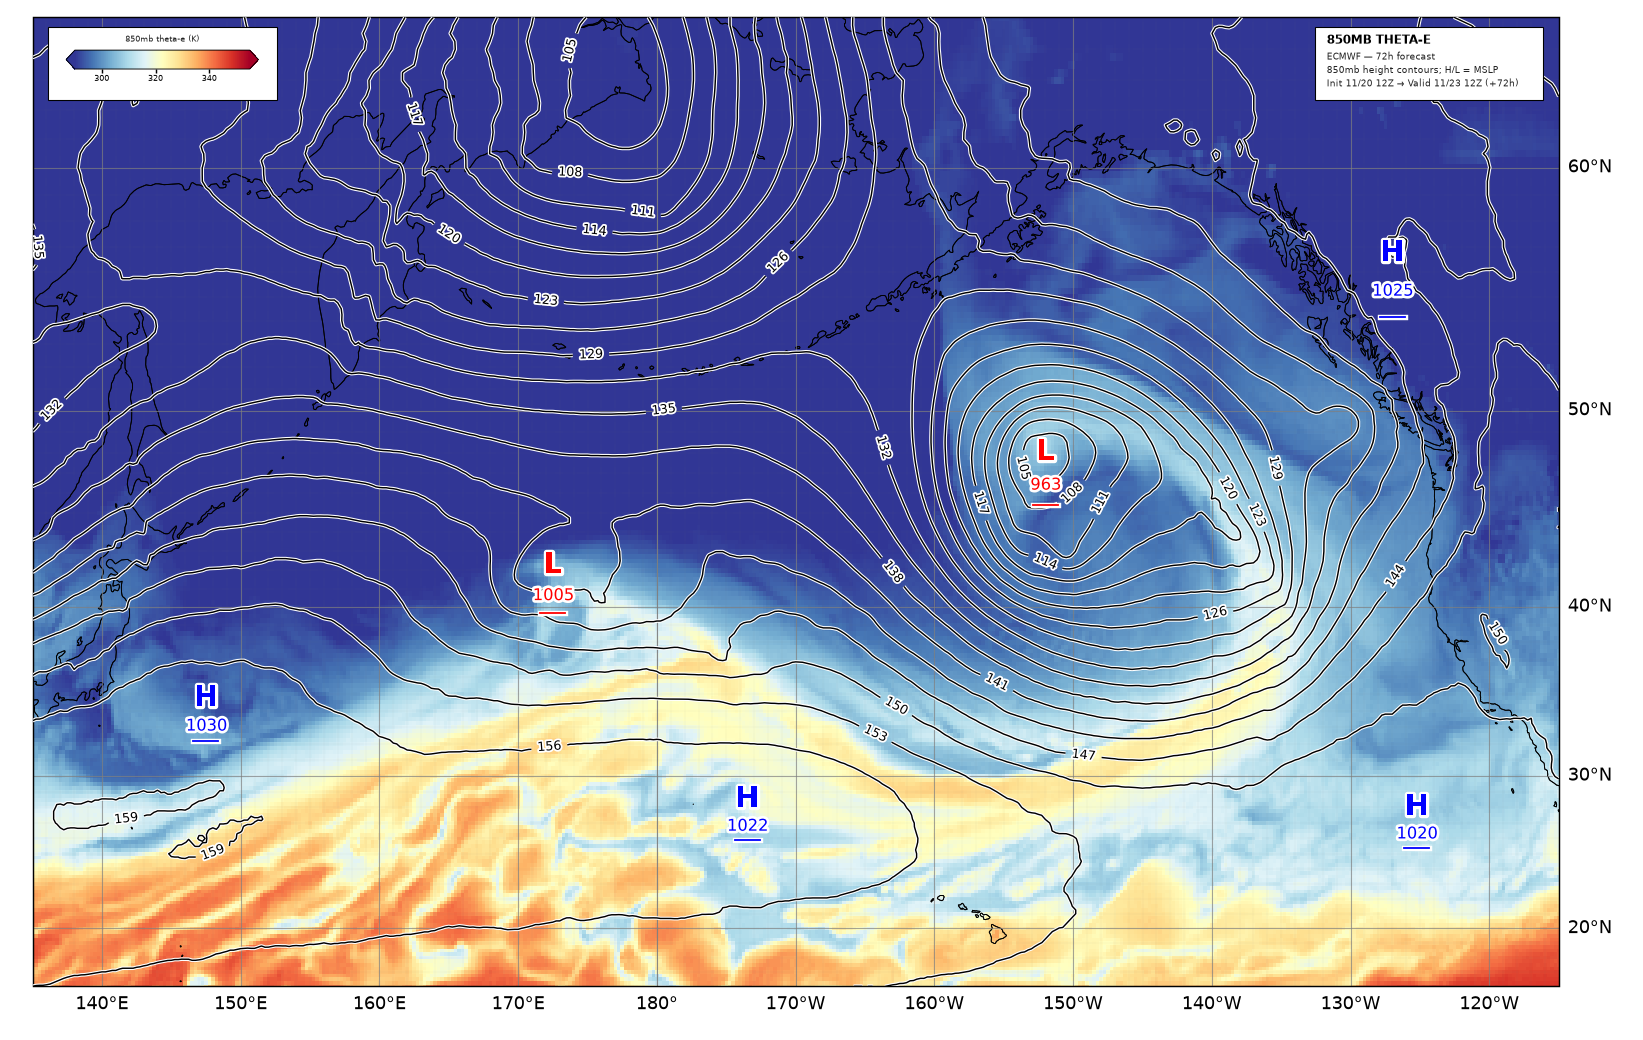 850mb theta-e (K)
300 320 340
850MB THETA-E
ECMWF — 72h forecast
850mb height contours; H/L = MSLP
Init 11/20 12Z → Valid 11/23 12Z (+72h)
105
117
108
111
114
120
126
123
129
135
132
135
132
138
H
1025
L
963
105
108
111
117
114
120
123
129
126
144
141
147
150
150
153
156
159
159
L
1005
H
1030
H
1022
H
1020
60°N
50°N
40°N
30°N
20°N
140°E 150°E 160°E 170°E 180° 170°W 160°W 150°W 140°W 130°W 120°W